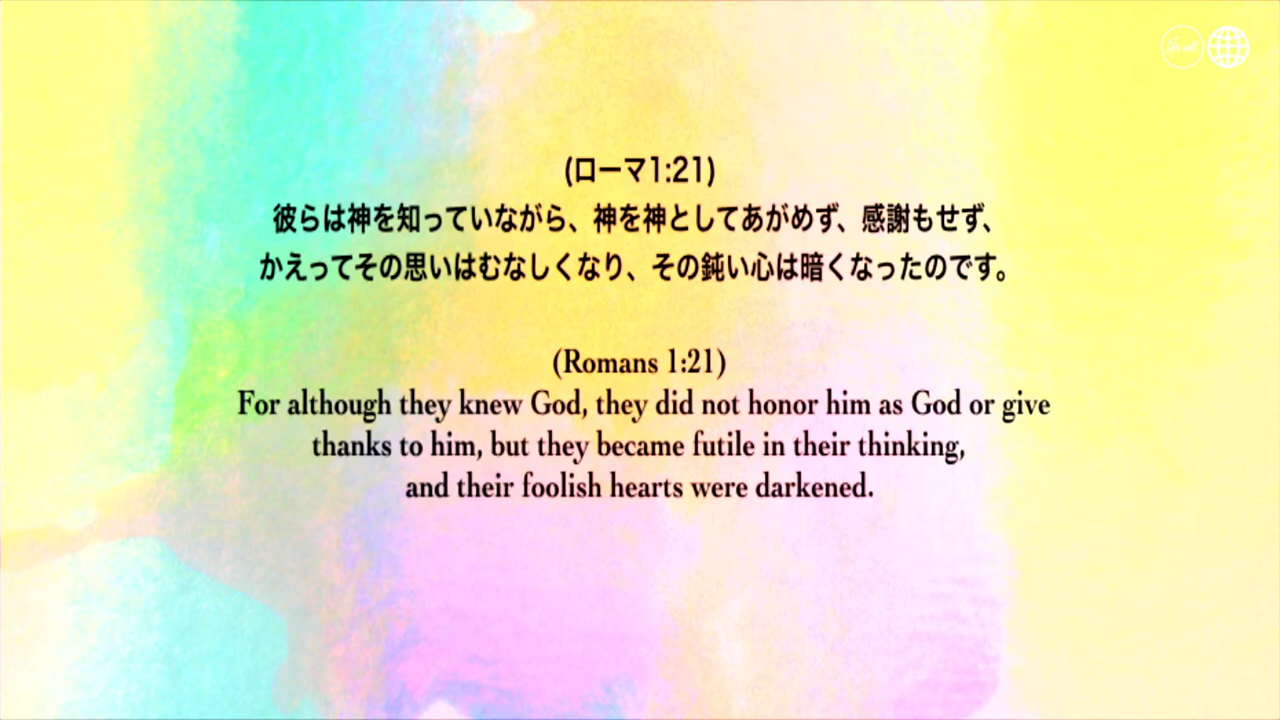 (ローマ1:21)
彼らは神を知っていながら、神を神としてあがめず、感謝もせず、
かえってその思いはむなしくなり、その鈍い心は暗くなったのです。
(Romans 1:21)
For although they knew God, they did not honor him as God or give
thanks to him, but they became futile in their thinking,
and their foolish hearts were darkened.